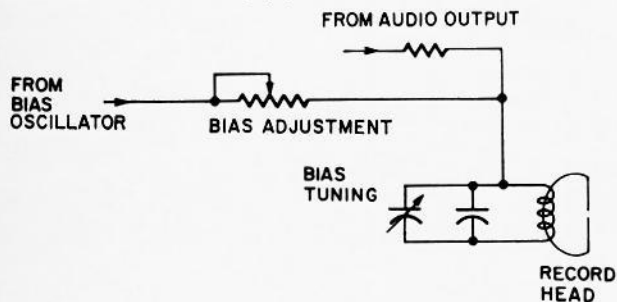 FROM AUDIO OUTPUT
FROM
BIAS
OSCILLATOR
BIAS ADJUSTMENT
BIAS
TUNING
RECORD
HEAD